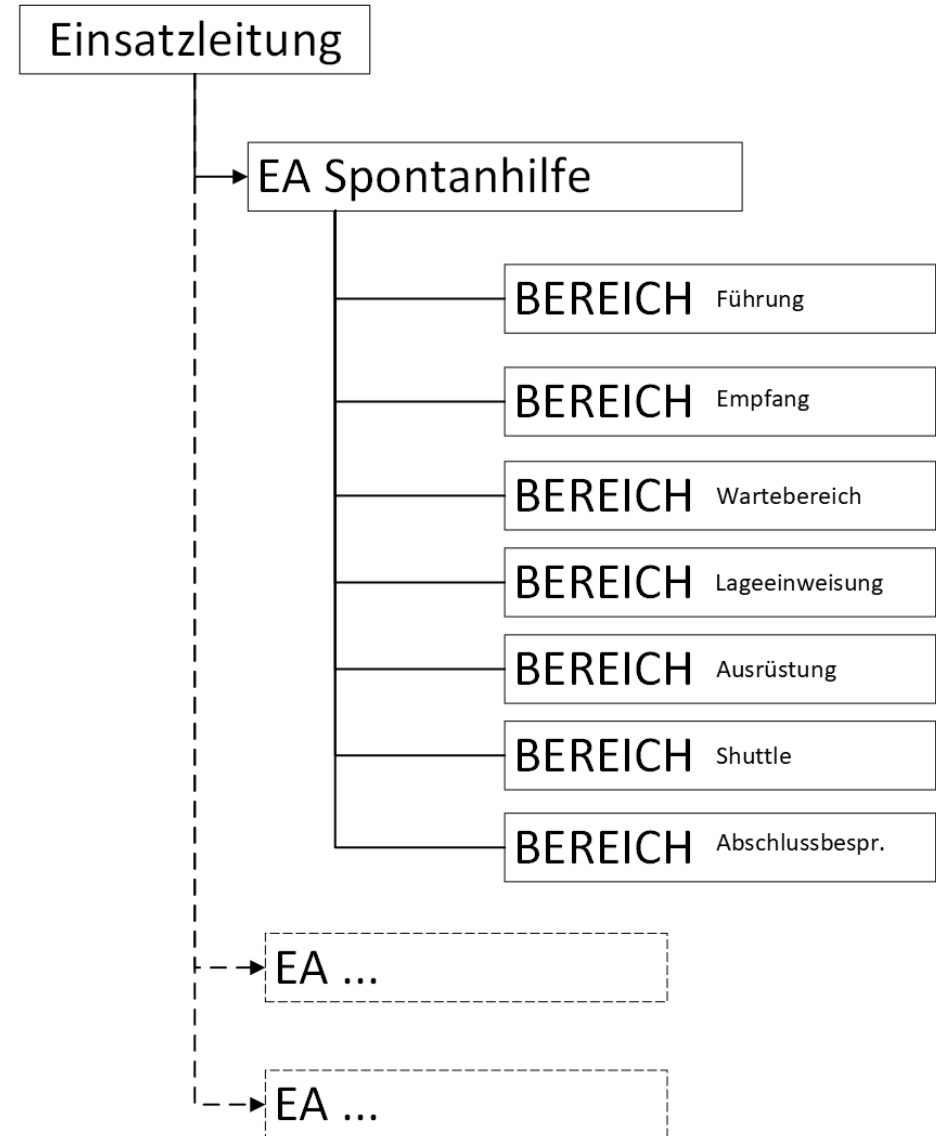 Einsatzleitung
EA Spontanhilfe
BEREICH Führung
BEREICH Empfang
BEREICH Wartebereich
BEREICH Lageeinweisung
BEREICH Ausrüstung
BEREICH Shuttle
BEREICH Abschlussbespr.
EA ...
EA ...